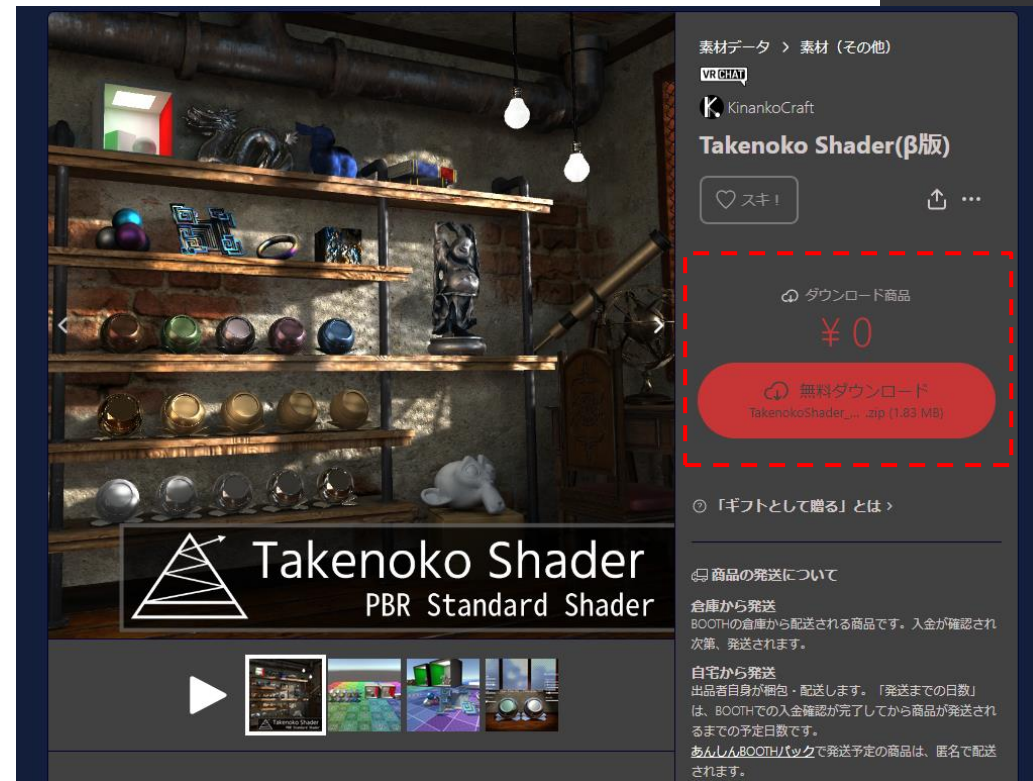 素材データ > 素材（その他）
VRCHAT
KinankoCraft
Takenoko Shader(β版)
スキ！
ダウンロード商品
¥ 0
無料ダウンロード
TakenokoShader_... .zip (1.83 MB)
「ギフトとして贈る」とは
商品の発送について
倉庫から発送
BOOTHの倉庫から配送される商品です。入金が確認され
次第、発送されます。
自宅から発送
出品者自身が梱包・配送します。「発送までの日数」
は、BOOTHでの入金確認が完了してから商品が発送され
るまでの予定日数です。
あんしんBOOTHパックで発送予定の商品は、匿名で配送
されます。
Takenoko Shader
PBR Standard Shader
Takenoko Shader